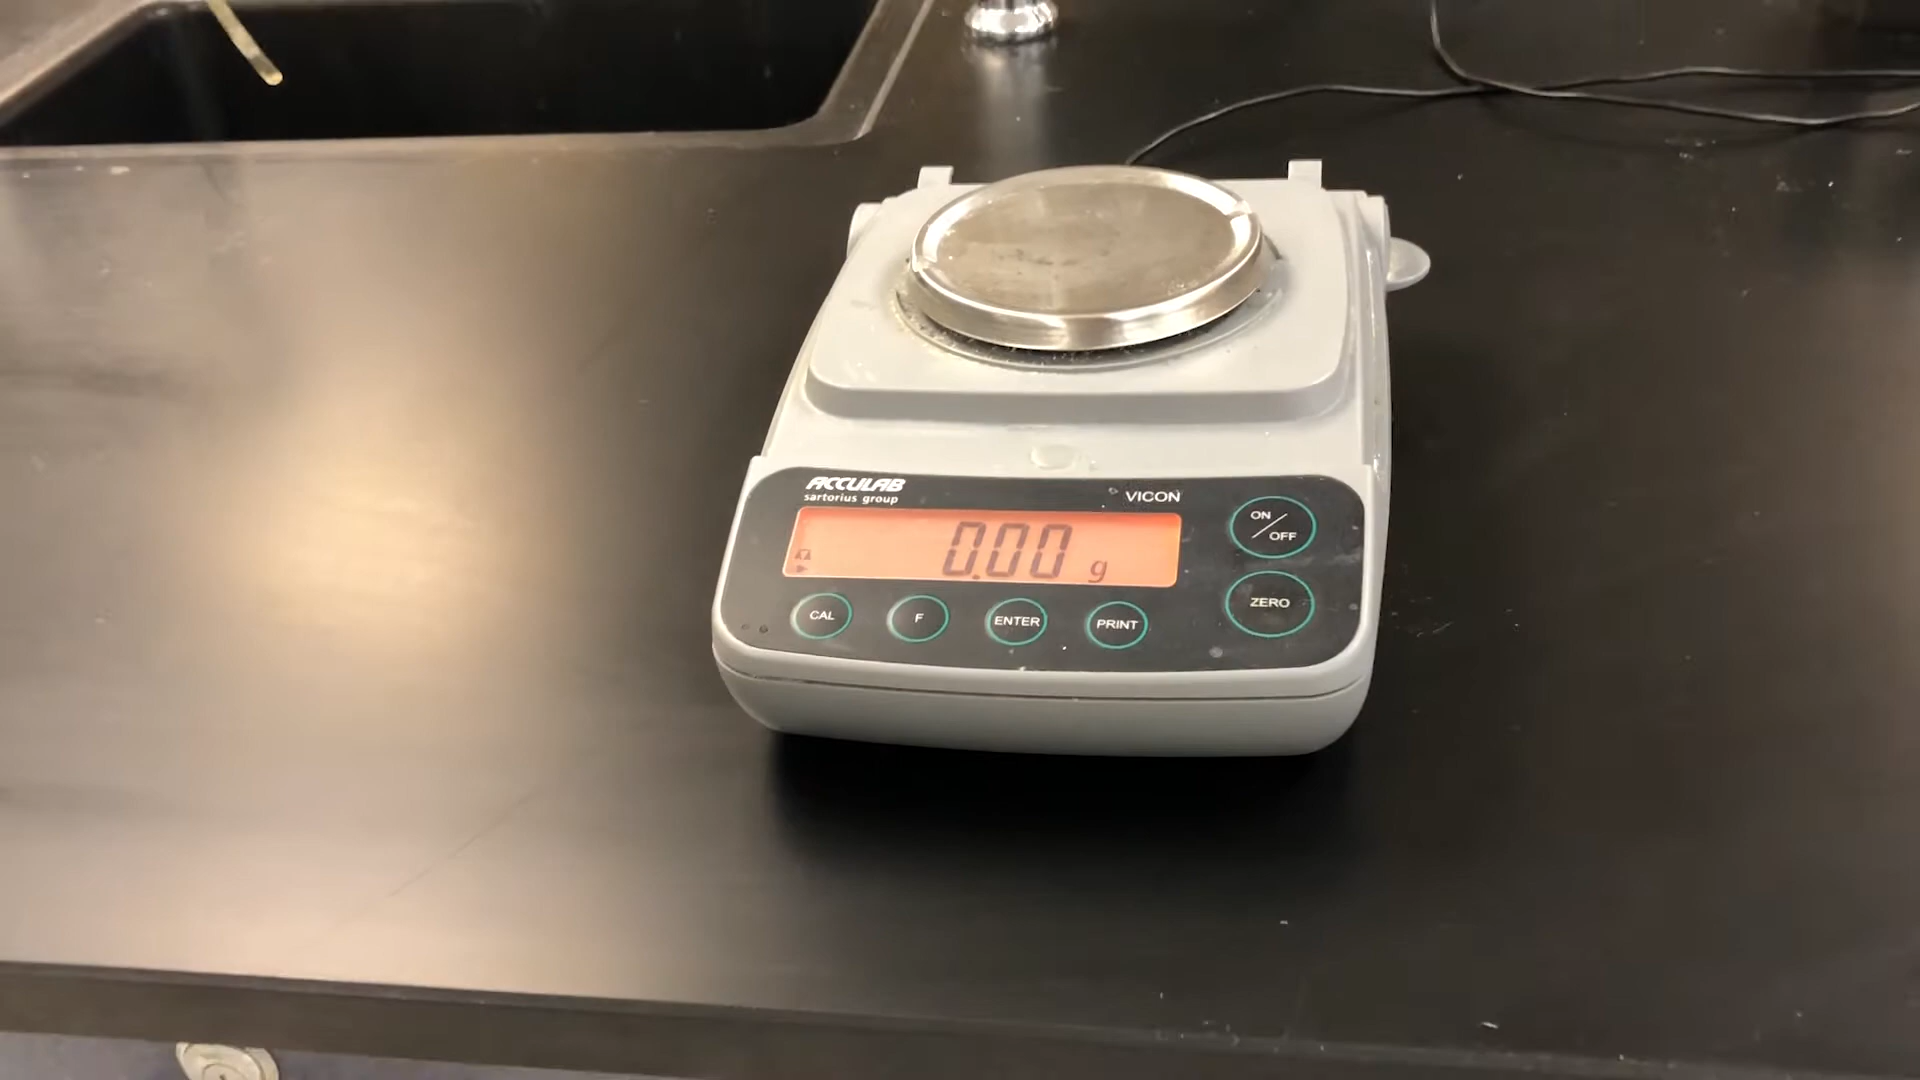 ACCULAB
sartorius group
VICON
0.00 g
ON/OFF
CAL
F
ENTER
PRINT
ZERO